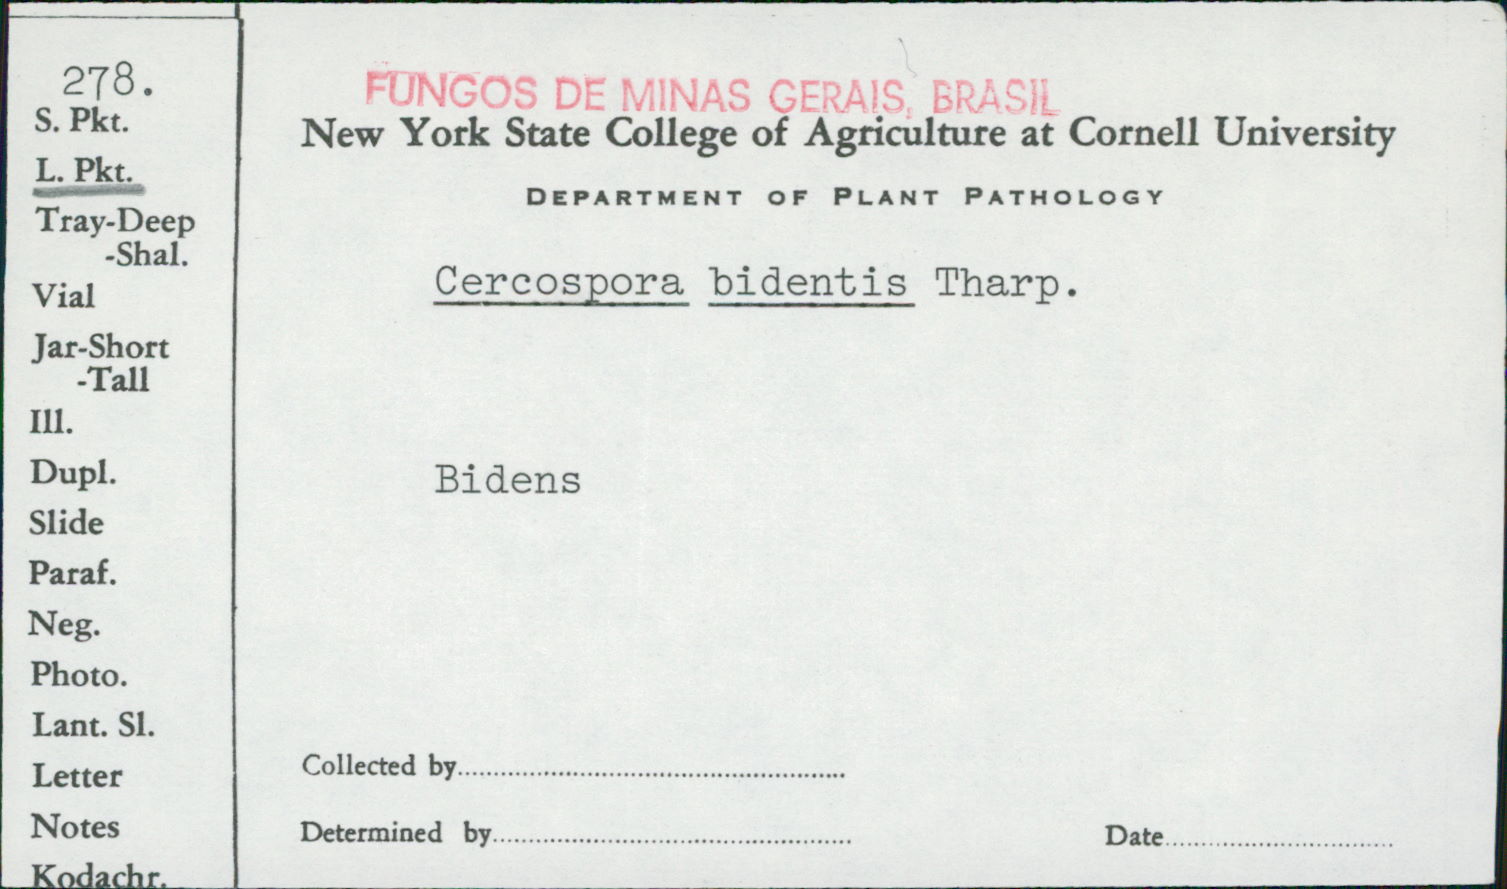 278.
S. Pkt.
L. Pkt.
Tray-Deep
-Shal.
Vial
Jar-Short
-Tall
Ill.
Dupl.
Slide
Paraf.
Neg.
Photo.
Lant. Sl.
Letter
Notes
Kodachr.
FUNGOS DE MINAS GERAIS, BRASIL
New York State College of Agriculture at Cornell University
DEPARTMENT OF PLANT PATHOLOGY
Cercospora bidentis Tharp.
Bidens
Collected by
Determined by
Date